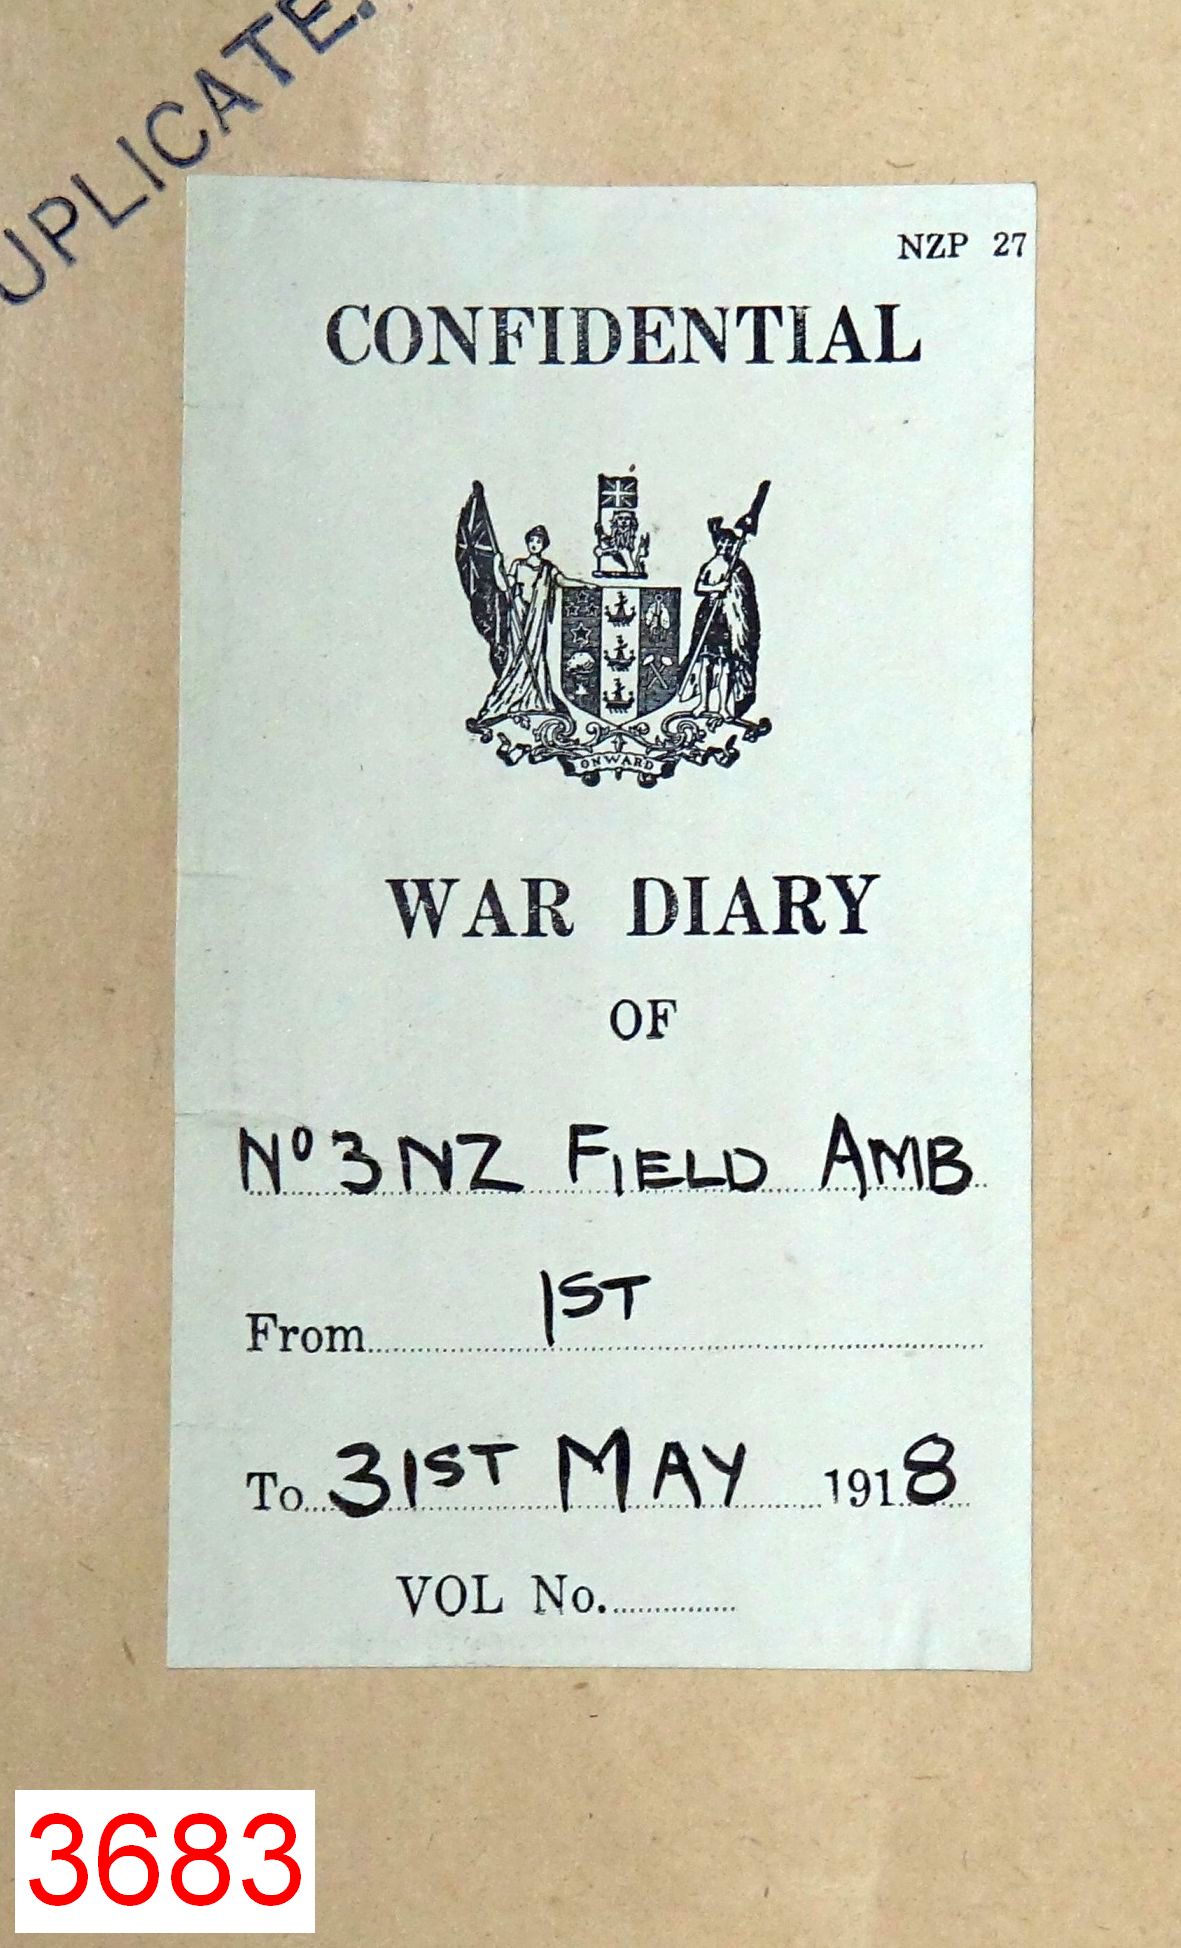 UPLICATE.
NZP 27
CONFIDENTIAL
ONWARD
WAR DIARY
OF
Nº 3 NZ FIELD AMB
From 1ST
To 31ST MAY 1918
VOL No.
3683